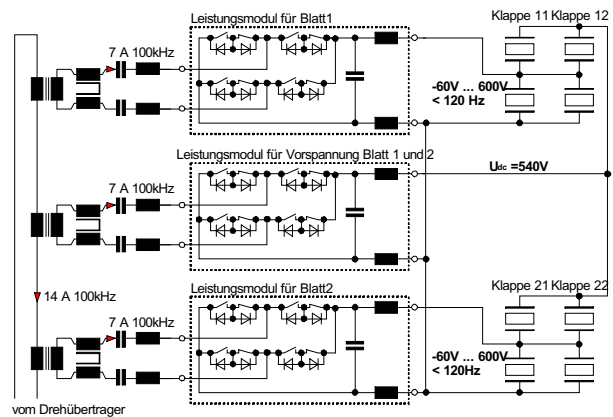 Leistungsmodul für Blatt1
Klappe 11 Klappe 12
7 A 100kHz
-60V ... 600V
< 120 Hz
Leistungsmodul für Vorspannung Blatt 1 und 2
7 A 100kHz
Udc =540V
14 A 100kHz
Leistungsmodul für Blatt2
Klappe 21 Klappe 22
7 A 100kHz
-60V ... 600V
< 120Hz
vom Drehübertrager